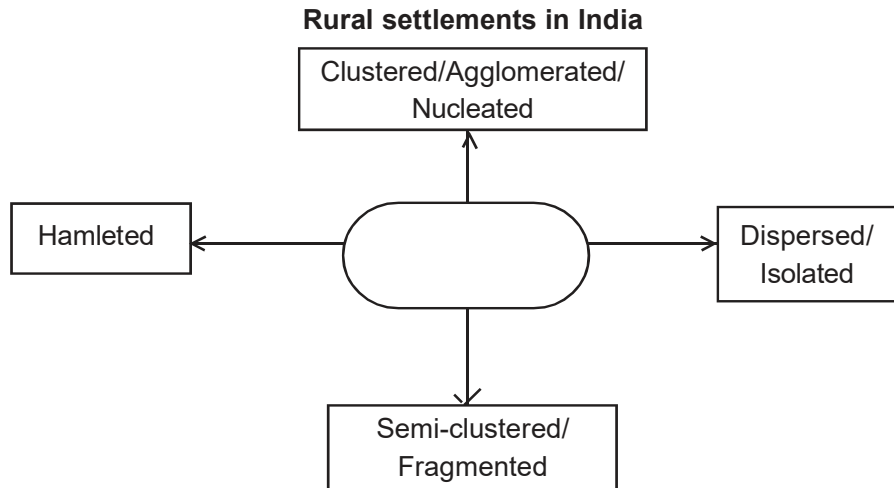 Rural settlements in India
Clustered/Agglomerated/
Nucleated
Hamleted
Dispersed/
Isolated
Semi-clustered/
Fragmented